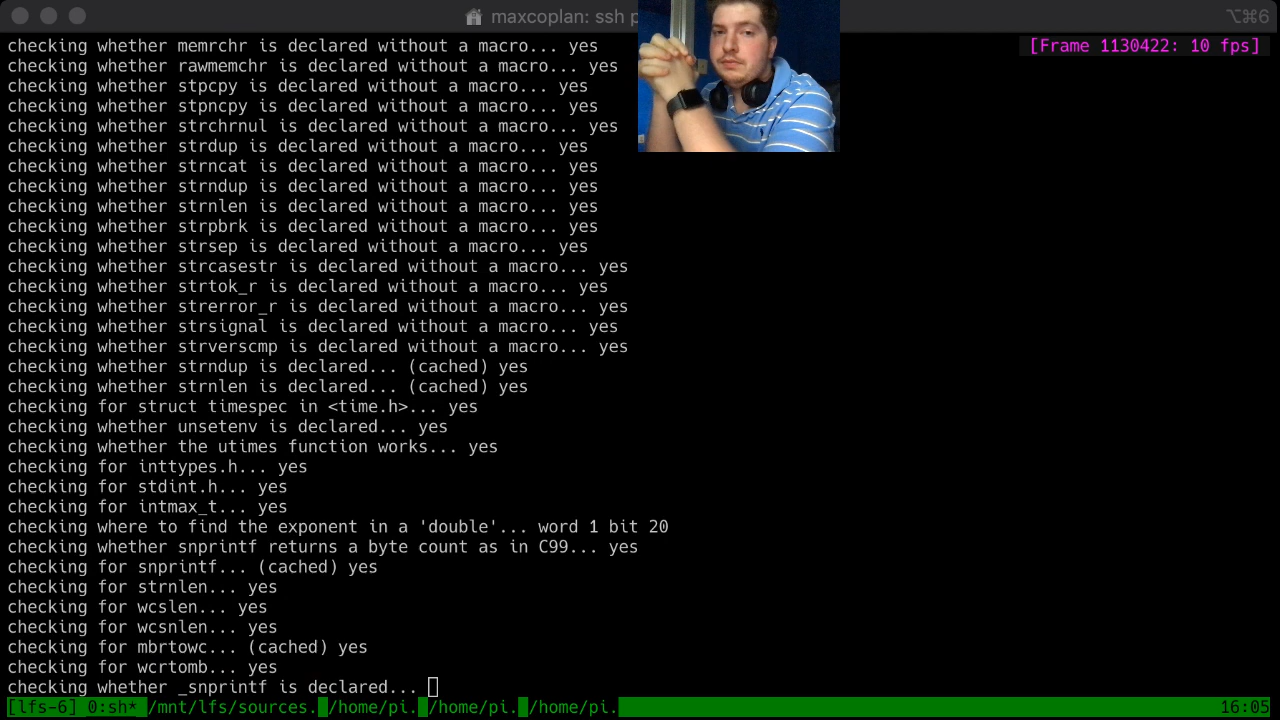 maxcoplan: ssh
⌥⌘6
checking whether memrchr is declared without a macro... yes
[Frame 1130422: 10 fps]
checking whether rawmemchr is declared without a macro... yes
checking whether stpcpy is declared without a macro... yes
checking whether stpncpy is declared without a macro... yes
checking whether strchrnul is declared without a macro... yes
checking whether strdup is declared without a macro... yes
checking whether strncat is declared without a macro... yes
checking whether strndup is declared without a macro... yes
checking whether strnlen is declared without a macro... yes
checking whether strpbrk is declared without a macro... yes
checking whether strsep is declared without a macro... yes
checking whether strcasestr is declared without a macro... yes
checking whether strtok_r is declared without a macro... yes
checking whether strerror_r is declared without a macro... yes
checking whether strsignal is declared without a macro... yes
checking whether strverscmp is declared without a macro... yes
checking whether strndup is declared... (cached) yes
checking whether strnlen is declared... (cached) yes
checking for struct timespec in <time.h>... yes
checking whether unsetenv is declared... yes
checking whether the utimes function works... yes
checking for inttypes.h... yes
checking for stdint.h... yes
checking for intmax_t... yes
checking where to find the exponent in a 'double'... word 1 bit 20
checking whether snprintf returns a byte count as in C99... yes
checking for snprintf... (cached) yes
checking for strnlen... yes
checking for wcslen... yes
checking for wcsnlen... yes
checking for mbrtowc... (cached) yes
checking for wcrtomb... yes
checking whether _snprintf is declared...
[lfs-6] 0:sh* /mnt/lfs/sources. /home/pi. /home/pi. /home/pi. 16:05